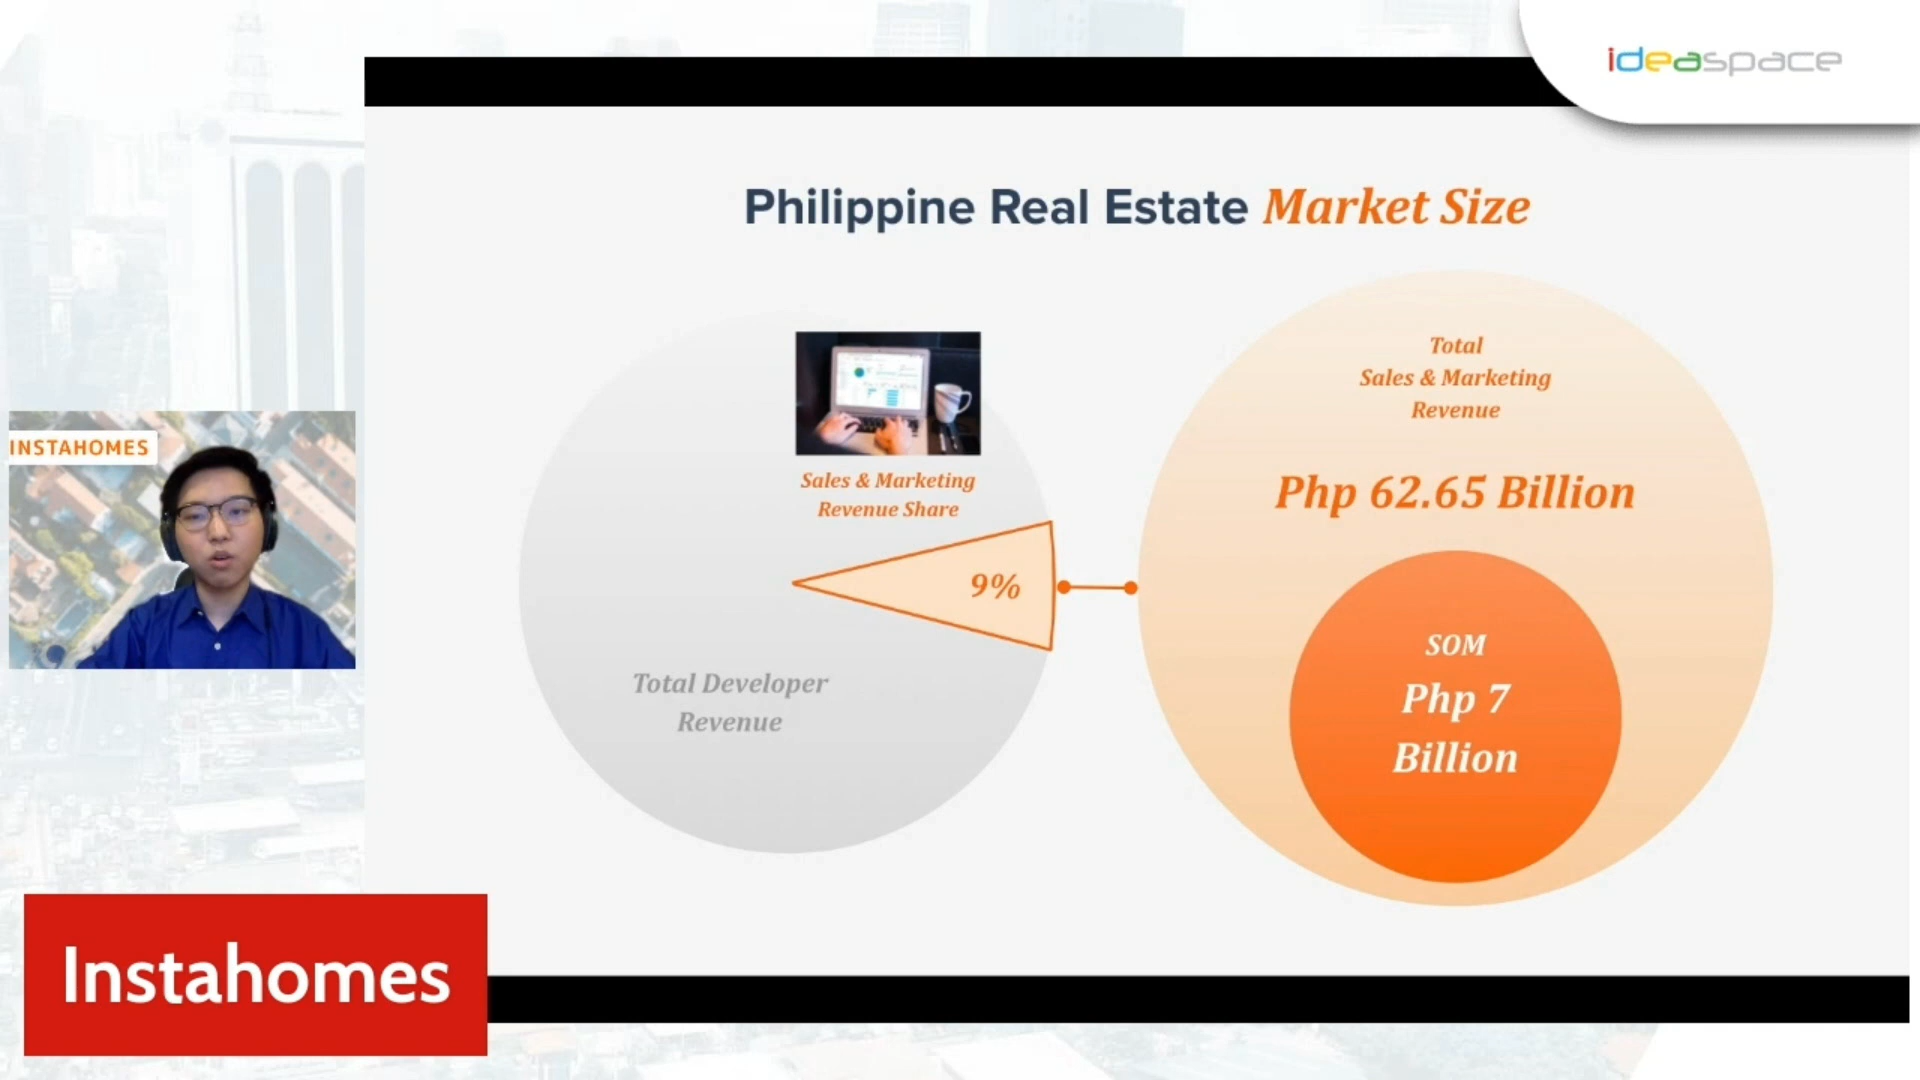 ideaspace
Philippine Real Estate Market Size
INSTAHOMES
Sales & Marketing
Revenue Share
9%
Total Developer
Revenue
Total
Sales & Marketing
Revenue
Php 62.65 Billion
SOM
Php 7
Billion
Instahomes